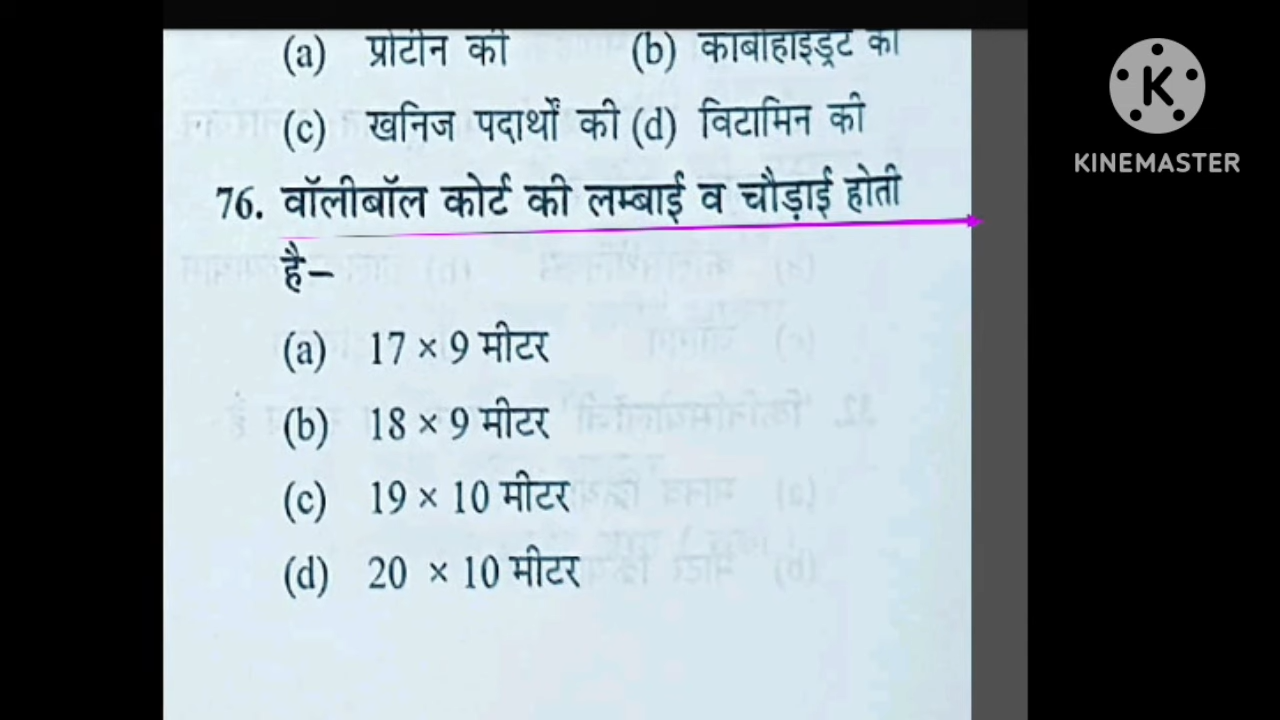 (a) प्रोटीन की (b) कार्बोहाइड्रेट की
(c) खनिज पदार्थों की (d) विटामिन की
76. वॉलीबॉल कोर्ट की लम्बाई व चौड़ाई होती
है–
(a) 17 × 9 मीटर
(b) 18 × 9 मीटर
(c) 19 × 10 मीटर
(d) 20 × 10 मीटर
K
KINEMASTER